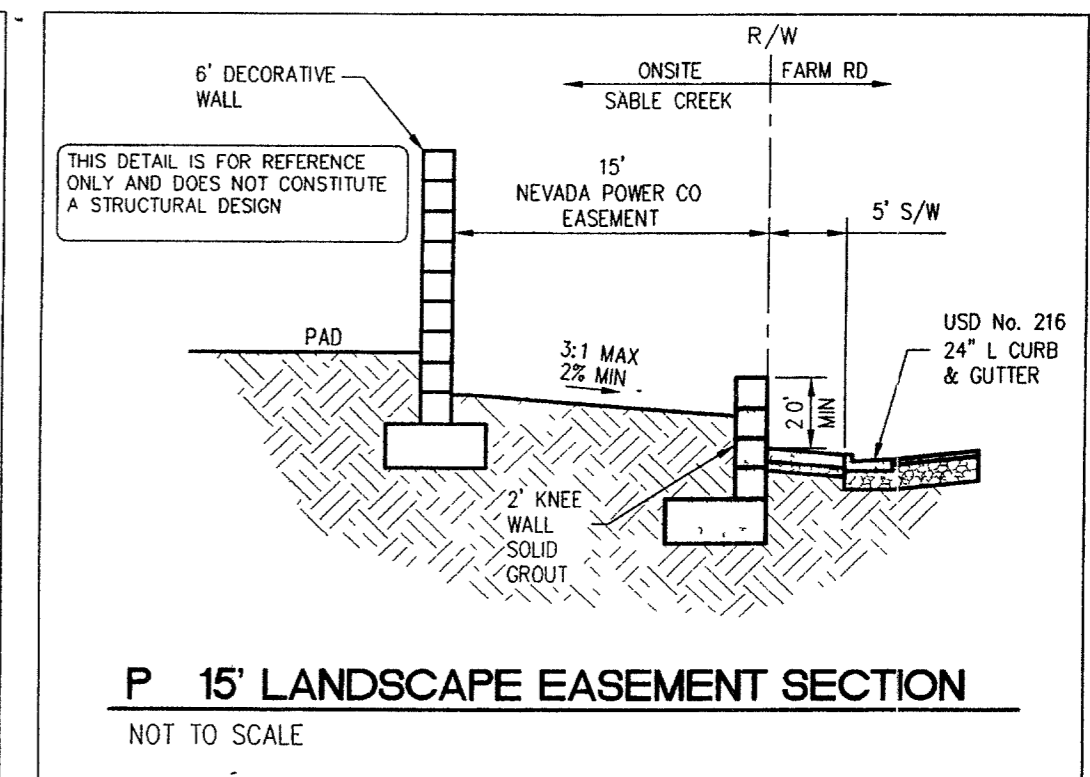 R/W
6' DECORATIVE
WALL
ONSITE
FARM RD
SABLE CREEK
THIS DETAIL IS FOR REFERENCE
ONLY AND DOES NOT CONSTITUTE
A STRUCTURAL DESIGN
15'
NEVADA POWER CO
EASEMENT
5' S/W
PAD
3:1 MAX
2% MIN
USD No. 216
24" L CURB
& GUTTER
2 0'
MIN
2' KNEE
WALL
SOLID
GROUT
P 15' LANDSCAPE EASEMENT SECTION
NOT TO SCALE